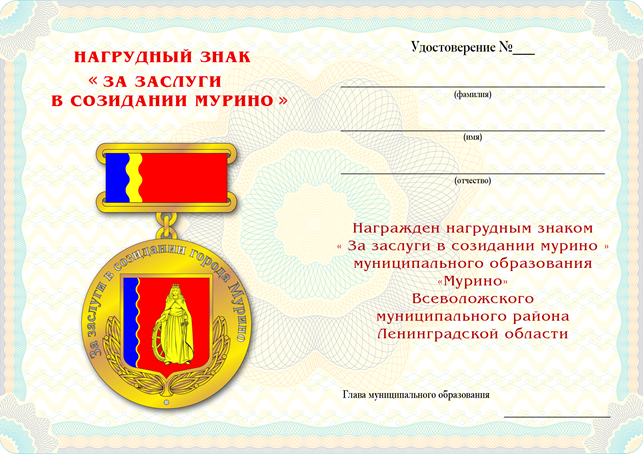 НАГРУДНЫЙ ЗНАК
« ЗА ЗАСЛУГИ
В СОЗИДАНИИ МУРИНО »
За заслуги в созидании города Мурино
Удостоверение №___
(фамилия)
(имя)
(отчество)
Награжден нагрудным знаком
« За заслуги в созидании мурино »
муниципального образования
«Мурино»
Всеволожского
муниципального района
Ленинградской области
Глава муниципального образования